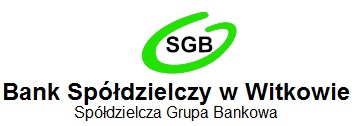 SGB
Bank Spółdzielczy w Witkowie
Spółdzielcza Grupa Bankowa